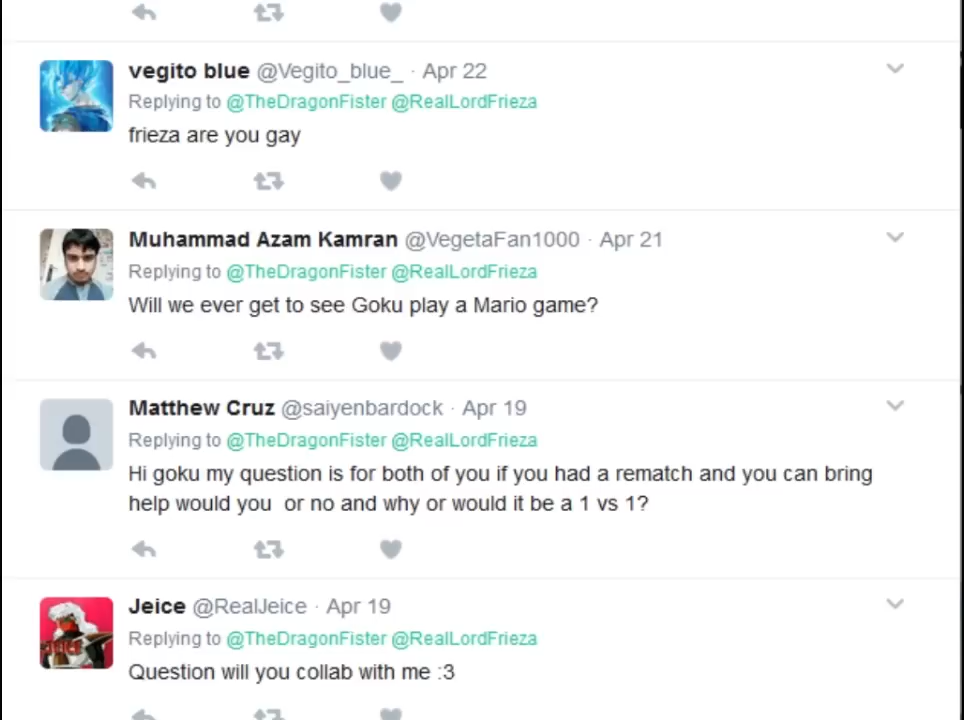 vegito blue @Vegito_blue_ · Apr 22
Replying to @TheDragonFister @RealLordFrieza
frieza are you gay
Muhammad Azam Kamran @VegetaFan1000 · Apr 21
Replying to @TheDragonFister @RealLordFrieza
Will we ever get to see Goku play a Mario game?
Matthew Cruz @saiyenbardock · Apr 19
Replying to @TheDragonFister @RealLordFrieza
Hi goku my question is for both of you if you had a rematch and you can bring
help would you  or no and why or would it be a 1 vs 1?
Jeice @RealJeice · Apr 19
JEICE
Replying to @TheDragonFister @RealLordFrieza
Question will you collab with me :3